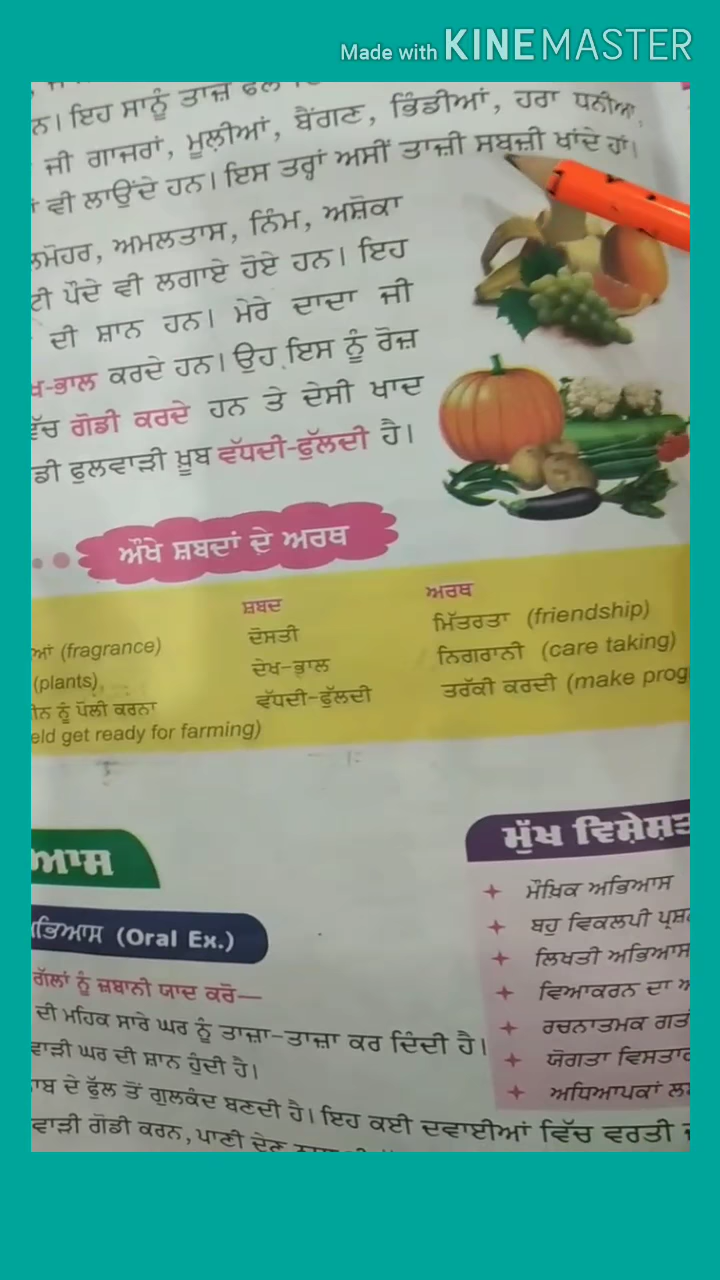 Made with KINEMASTER
ਨ। ਇਹ ਸਾਨੂੰ ਤਾਜ਼ੇ ਫਲ
ਜੀ ਗਾਜਰਾਂ, ਮੂਲ਼ੀਆਂ, ਬੈਂਗਣ, ਭਿੰਡੀਆਂ, ਹਰਾ ਧਨੀਆ,
ਵੀ ਲਾਉਂਦੇ ਹਨ। ਇਸ ਤਰ੍ਹਾਂ ਅਸੀਂ ਤਾਜ਼ੀ ਸਬਜ਼ੀ ਖਾਂਦੇ ਹਾਂ।
ਲਮੋਹਰ, ਅਮਲਤਾਸ, ਨਿੰਮ, ਅਸ਼ੋਕਾ
ਟੀ ਪੌਦੇ ਵੀ ਲਗਾਏ ਹੋਏ ਹਨ। ਇਹ
ਦੀ ਸ਼ਾਨ ਹਨ। ਮੇਰੇ ਦਾਦਾ ਜੀ
ਖ-ਭਾਲ ਕਰਦੇ ਹਨ। ਉਹ ਇਸ ਨੂੰ ਰੋਜ਼
ਵੱਚ ਗੋਡੀ ਕਰਦੇ ਹਨ ਤੇ ਦੇਸੀ ਖਾਦ
ਡੀ ਫੁਲਵਾੜੀ ਖ਼ੂਬ ਵੱਧਦੀ-ਫੁੱਲਦੀ ਹੈ।
ਔਖੇ ਸ਼ਬਦਾਂ ਦੇ ਅਰਥ
ਸ਼ਬਦ ਅਰਥ
ਆਂ (fragrance) ਦੋਸਤੀ ਮਿੱਤਰਤਾ (friendship)
(plants) ਦੇਖ-ਭਾਲ ਨਿਗਰਾਨੀ (care taking)
ੀਨ ਨੂੰ ਪੋਲੀ ਕਰਨਾ ਵੱਧਦੀ-ਫੁੱਲਦੀ ਤਰੱਕੀ ਕਰਦੀ (make prog
eld get ready for farming)
ਆਸ
ਭਿਆਸ (Oral Ex.)
ਗੱਲਾਂ ਨੂੰ ਜ਼ਬਾਨੀ ਯਾਦ ਕਰੋ—
ਦੀ ਮਹਿਕ ਸਾਰੇ ਘਰ ਨੂੰ ਤਾਜ਼ਾ-ਤਾਜ਼ਾ ਕਰ ਦਿੰਦੀ ਹੈ।
ਵਾੜੀ ਘਰ ਦੀ ਸ਼ਾਨ ਹੁੰਦੀ ਹੈ।
ਾਬ ਦੇ ਫੁੱਲ ਤੋਂ ਗੁਲਕੰਦ ਬਣਦੀ ਹੈ। ਇਹ ਕਈ ਦਵਾਈਆਂ ਵਿੱਚ ਵਰਤੀ
ਵਾੜੀ ਗੋਡੀ ਕਰਨ, ਪਾਣੀ ਦੇਣ
ਮੁੱਖ ਵਿਸ਼ੇਸ਼ਤ
✦ ਮੌਖਿਕ ਅਭਿਆਸ
✦ ਬਹੁ ਵਿਕਲਪੀ ਪ੍ਰਸ਼
✦ ਲਿਖਤੀ ਅਭਿਆਸ
✦ ਵਿਆਕਰਨ ਦਾ ਅ
✦ ਰਚਨਾਤਮਕ ਗਤ
✦ ਯੋਗਤਾ ਵਿਸਤਾਰ
✦ ਅਧਿਆਪਕਾਂ ਲ